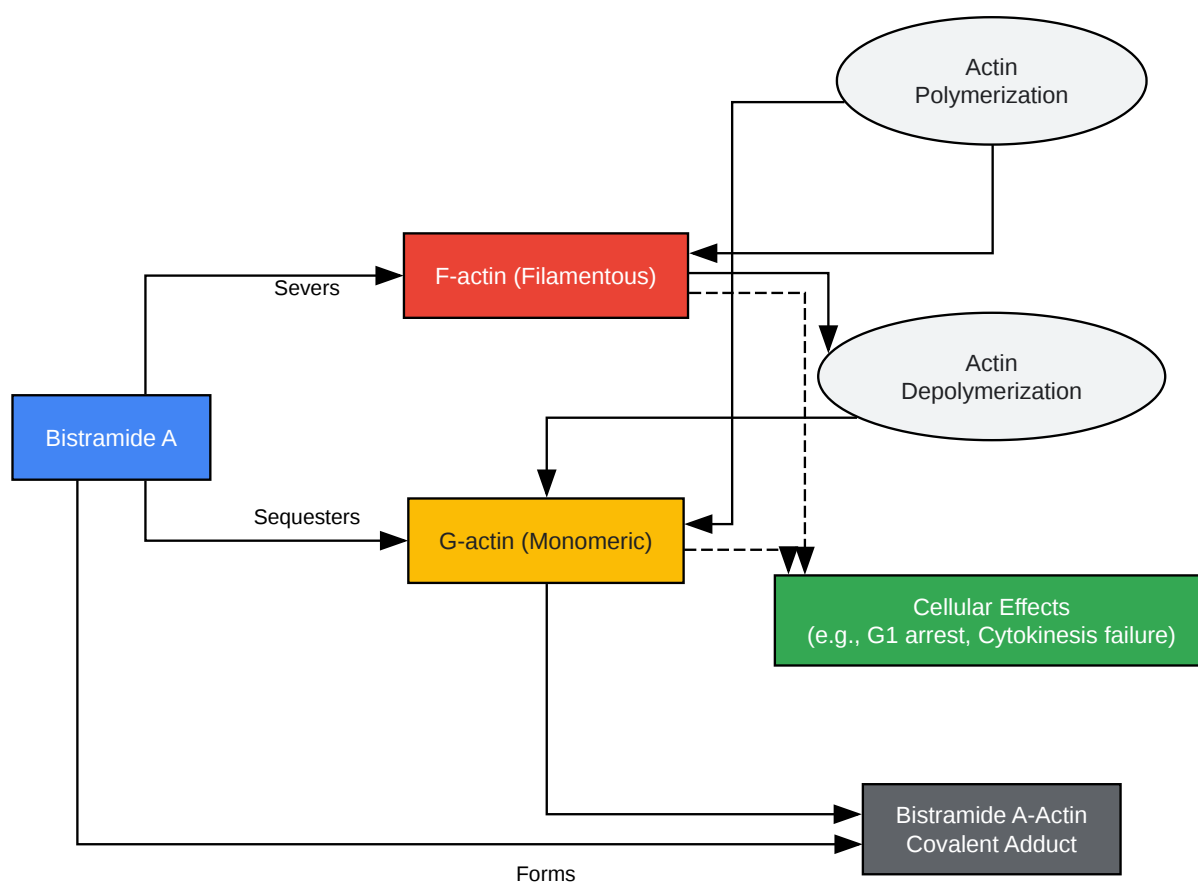 Actin
Polymerization
F-actin (Filamentous)
Severs
Actin
Depolymerization
Bistramide A
Sequesters
G-actin (Monomeric)
Cellular Effects
(e.g., G1 arrest, Cytokinesis failure)
Bistramide A-Actin
Covalent Adduct
Forms